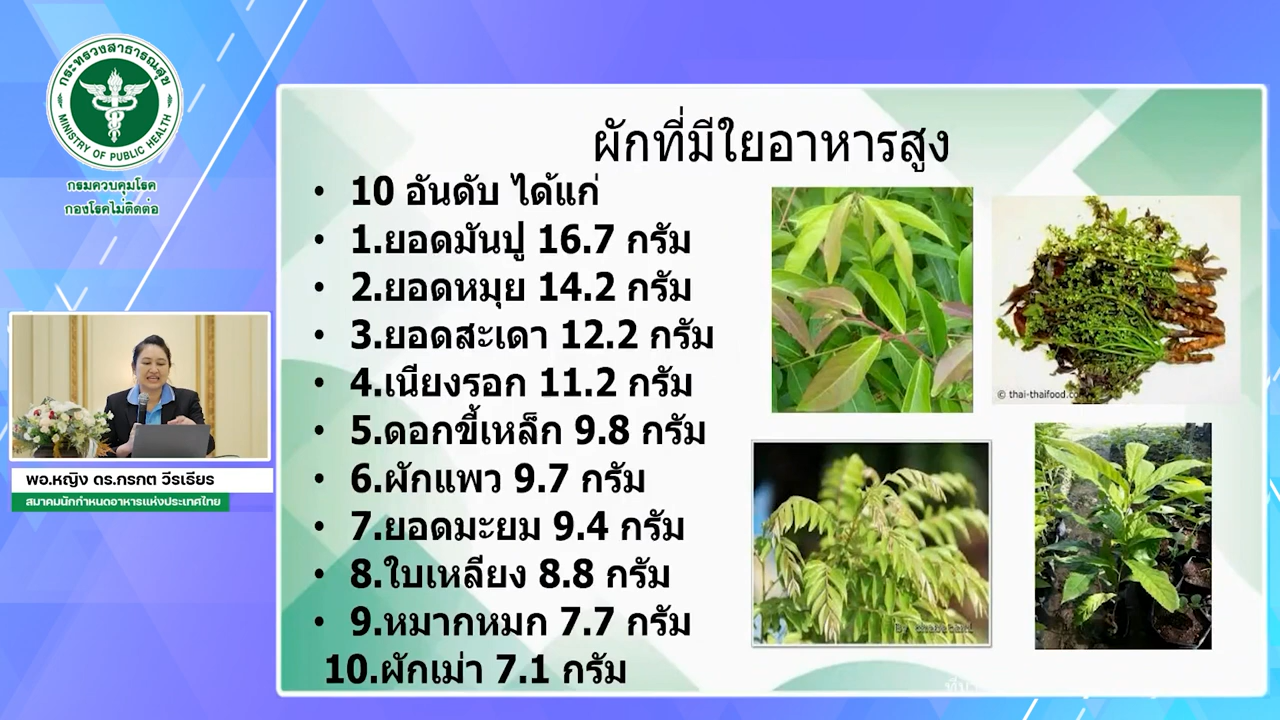 กระทรวงสาธารณสุข
MINISTRY OF PUBLIC HEALTH
กรมควบคุมโรค
กองโรคไม่ติดต่อ
ผักที่มีใยอาหารสูง
• 10 อันดับ ได้แก่
• 1.ยอดมันปู 16.7 กรัม
• 2.ยอดหมุย 14.2 กรัม
• 3.ยอดสะเดา 12.2 กรัม
• 4.เนียงรอก 11.2 กรัม
• 5.ดอกขี้เหล็ก 9.8 กรัม
• 6.ผักแพว 9.7 กรัม
• 7.ยอดมะยม 9.4 กรัม
• 8.ใบเหลียง 8.8 กรัม
• 9.หมากหมก 7.7 กรัม
10.ผักเม่า 7.1 กรัม
© thai-thaifood.co
By
พอ.หญิง ดร.กรกต วีรเธียร
สมาคมนักกำหนดอาหารแห่งประเทศไทย